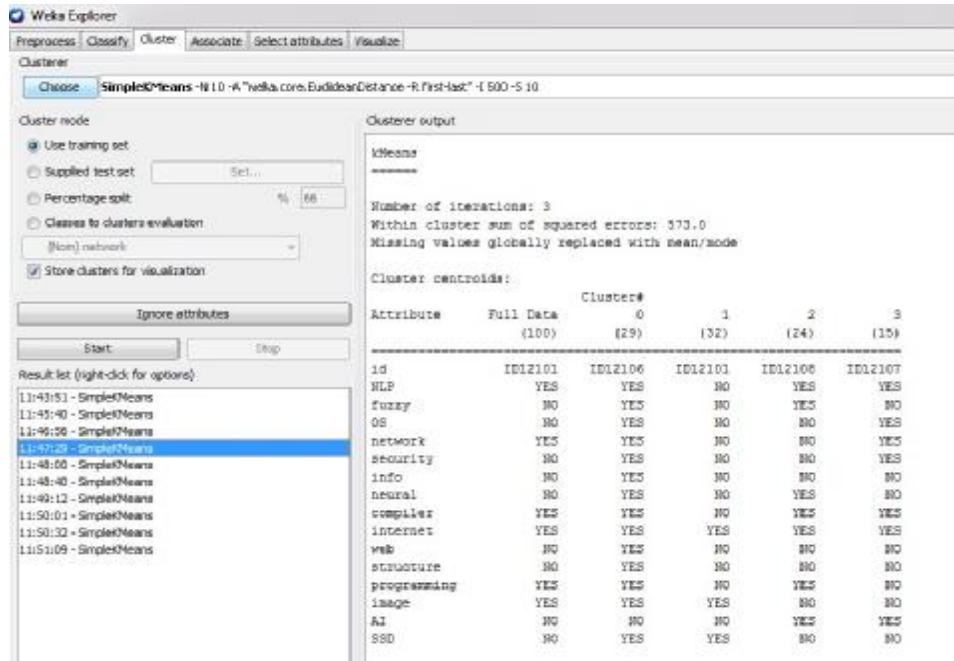 Weka Explorer
Preprocess Classify Cluster Associate Select attributes Visualize
Clusterer
Choose SimpleKMeans -N 10 -A "weka.core.EuclideanDistance -R first-last" -I 500 -S 10
Cluster mode
Use training set
Supplied test set Set...
Percentage split % 66
Classes to clusters evaluation
(Nom) network
Store clusters for visualization
Ignore attributes
Start Stop
Result list (right-click for options)
11:43:51 - SimpleKMeans
11:45:40 - SimpleKMeans
11:46:56 - SimpleKMeans
11:47:29 - SimpleKMeans
11:48:08 - SimpleKMeans
11:48:40 - SimpleKMeans
11:49:12 - SimpleKMeans
11:50:01 - SimpleKMeans
11:50:32 - SimpleKMeans
11:51:09 - SimpleKMeans
Clusterer output
kMeans
======
Number of iterations: 3
Within cluster sum of squared errors: 573.0
Missing values globally replaced with mean/mode
Cluster centroids:
Cluster#
Attribute Full Data 0 1 2 3
(100) (29) (32) (24) (15)
id ID12101 ID12106 ID12101 ID12108 ID12107
NLP YES YES NO YES YES
fuzzy NO YES NO YES NO
OS NO YES NO NO YES
network YES YES NO NO YES
security NO YES NO NO YES
info NO YES NO NO NO
neural NO YES NO YES NO
compiler YES YES NO YES YES
internet YES YES YES YES YES
web NO YES NO NO NO
structure NO YES NO NO NO
programming YES YES NO YES NO
image YES YES YES NO NO
AI NO NO NO YES YES
SSD NO YES YES NO NO